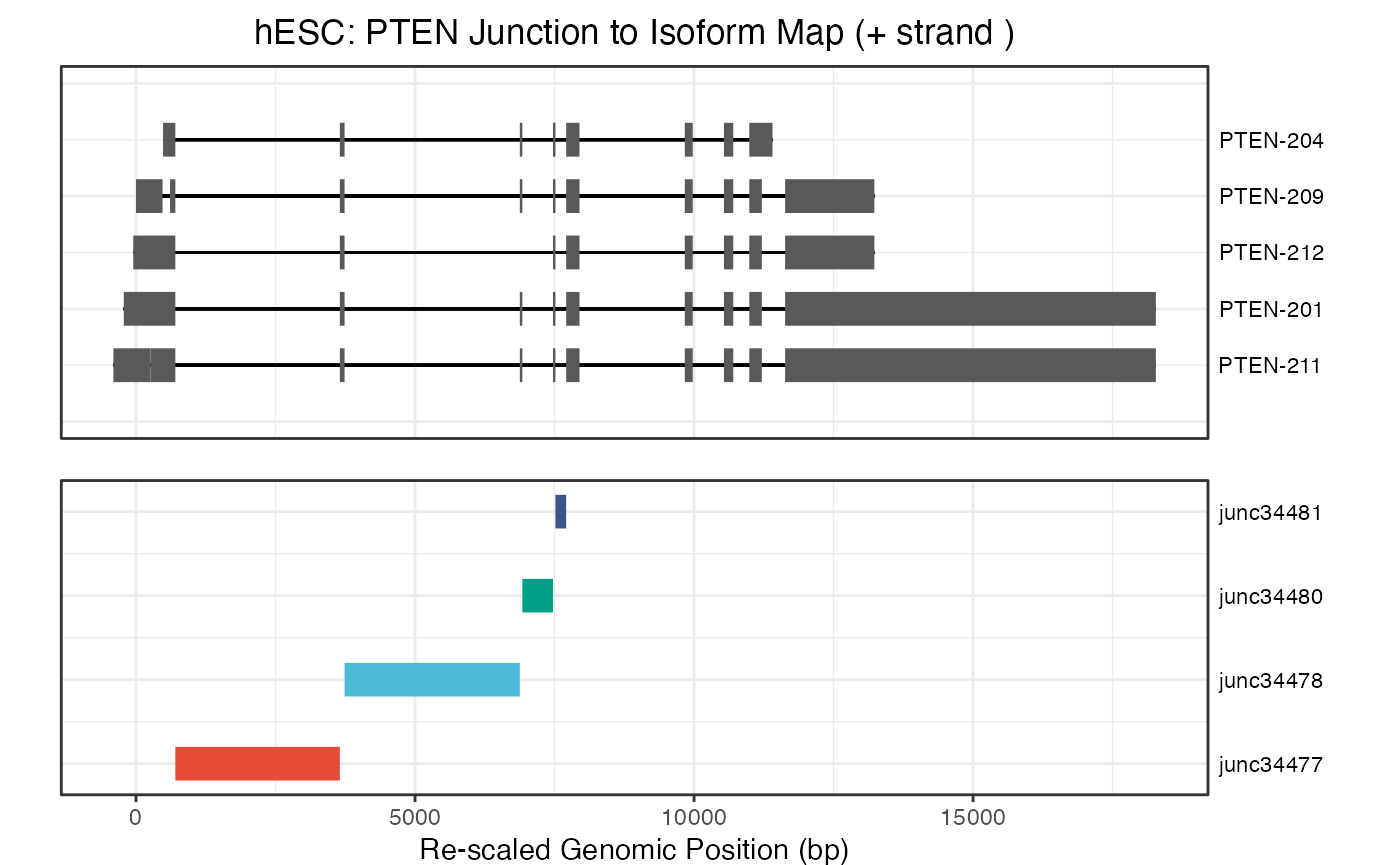 hESC: PTEN Junction to Isoform Map (+ strand )
PTEN-204
PTEN-209
PTEN-212
PTEN-201
PTEN-211
junc34481
junc34480
junc34478
junc34477
0 5000 10000 15000
Re-scaled Genomic Position (bp)